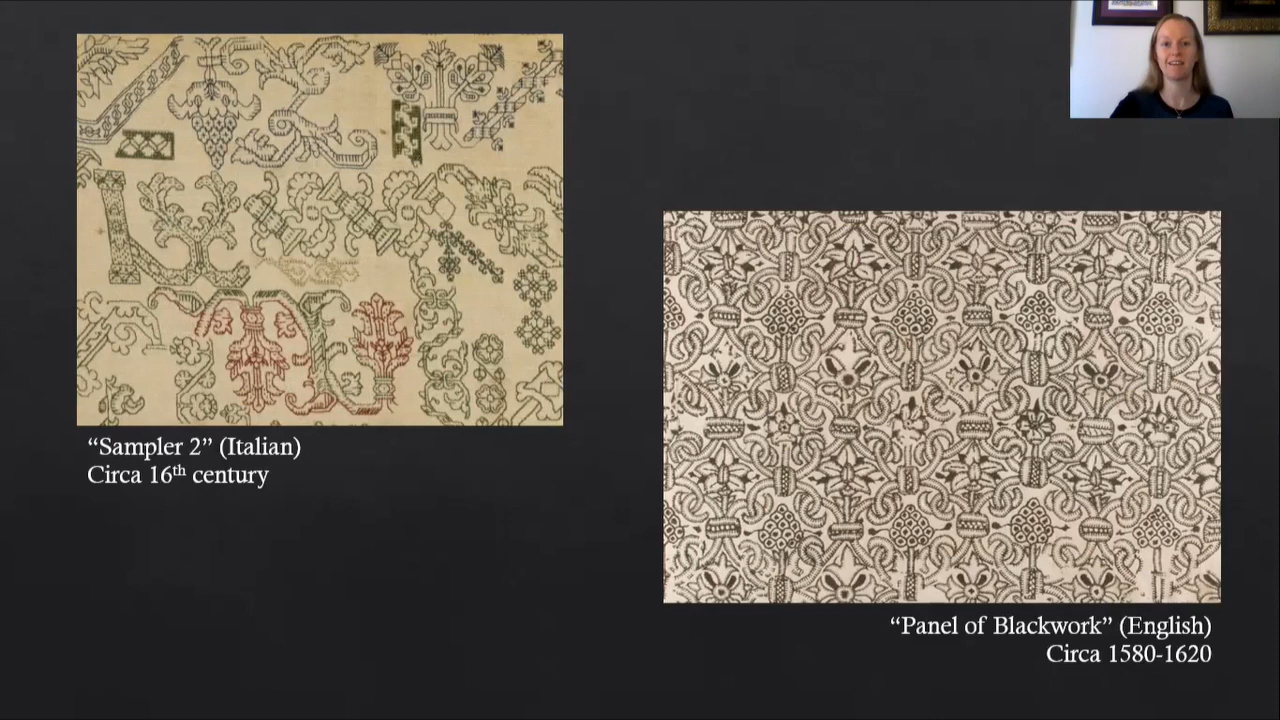 “Sampler 2” (Italian)
Circa 16th century
“Panel of Blackwork” (English)
Circa 1580-1620